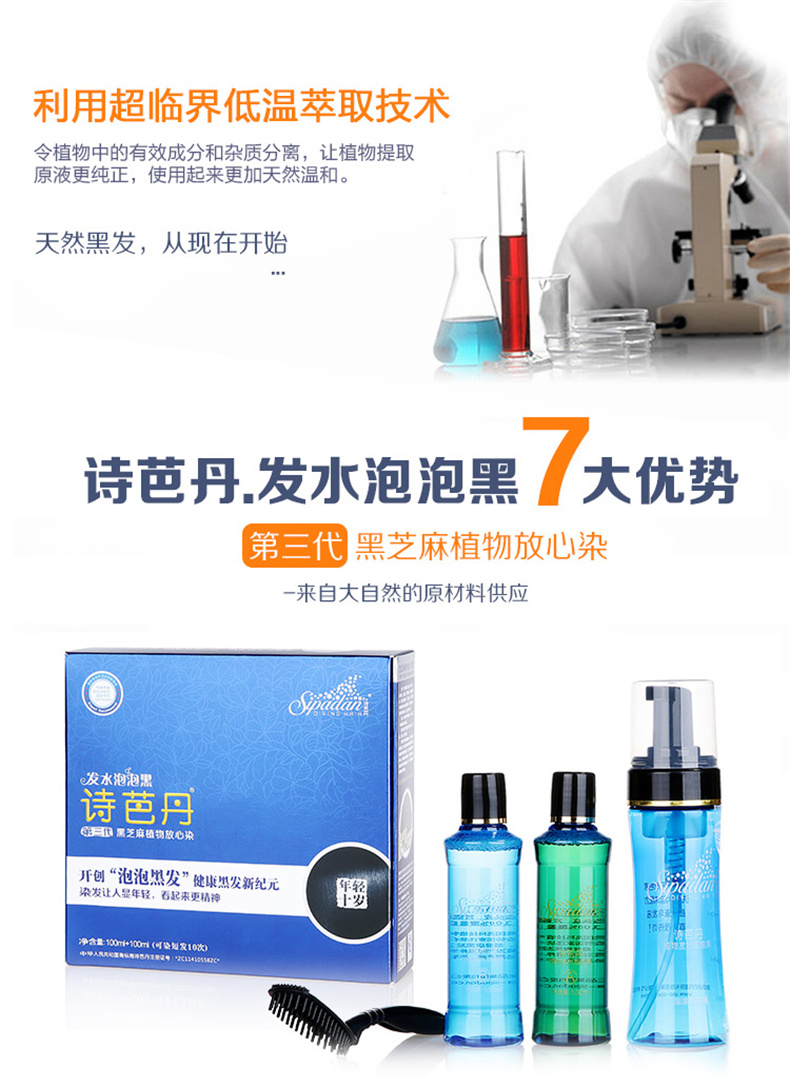 利用超临界低温萃取技术
令植物中的有效成分和杂质分离，让植物提取
原液更纯正，使用起来更加天然温和。
天然黑发，从现在开始
...
诗芭丹.发水泡泡黑7大优势
第三代 黑芝麻植物放心染
-来自大自然的原材料供应
Sipadan
DIXING HAIR
发水泡泡黑
诗芭丹®
第三代 黑芝麻植物放心染
开创“泡泡黑发”健康黑发新纪元
染发让人显年轻，看起来更精神
年轻
十岁
净含量:100ml+100ml (可染短发10次)
Sipadan
Sipadan
Sipadan
诗芭丹